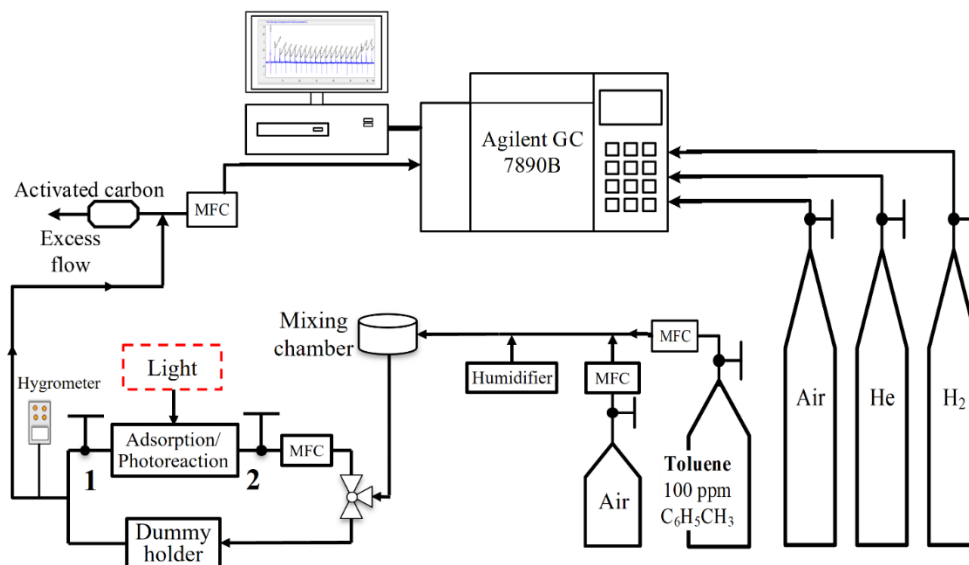 Agilent GC
7890B
Activated carbon
MFC
Excess
flow
Mixing
chamber
MFC
Light
Hygrometer
Humidifier
MFC
Air
He
H2
Adsorption/
Photoreaction
MFC
1
2
Toluene
100 ppm
C6H5CH3
Air
Dummy
holder